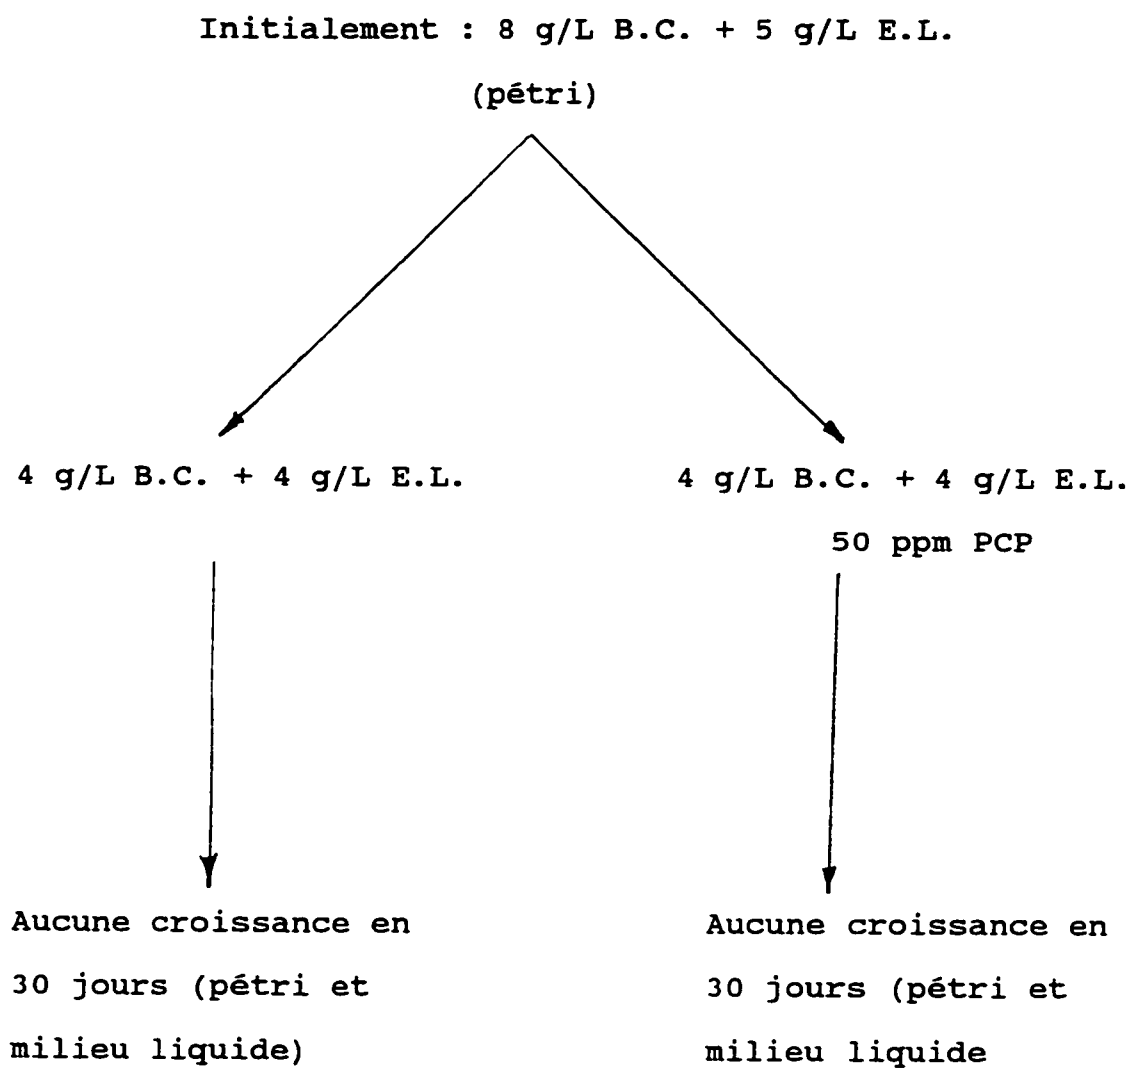 Initialement : 8 g/L B.C. + 5 g/L E.L.
(pétri)
4 g/L B.C. + 4 g/L E.L.
4 g/L B.C. + 4 g/L E.L.
50 ppm PCP
Aucune croissance en
30 jours (pétri et
milieu liquide)
Aucune croissance en
30 jours (pétri et
milieu liquide